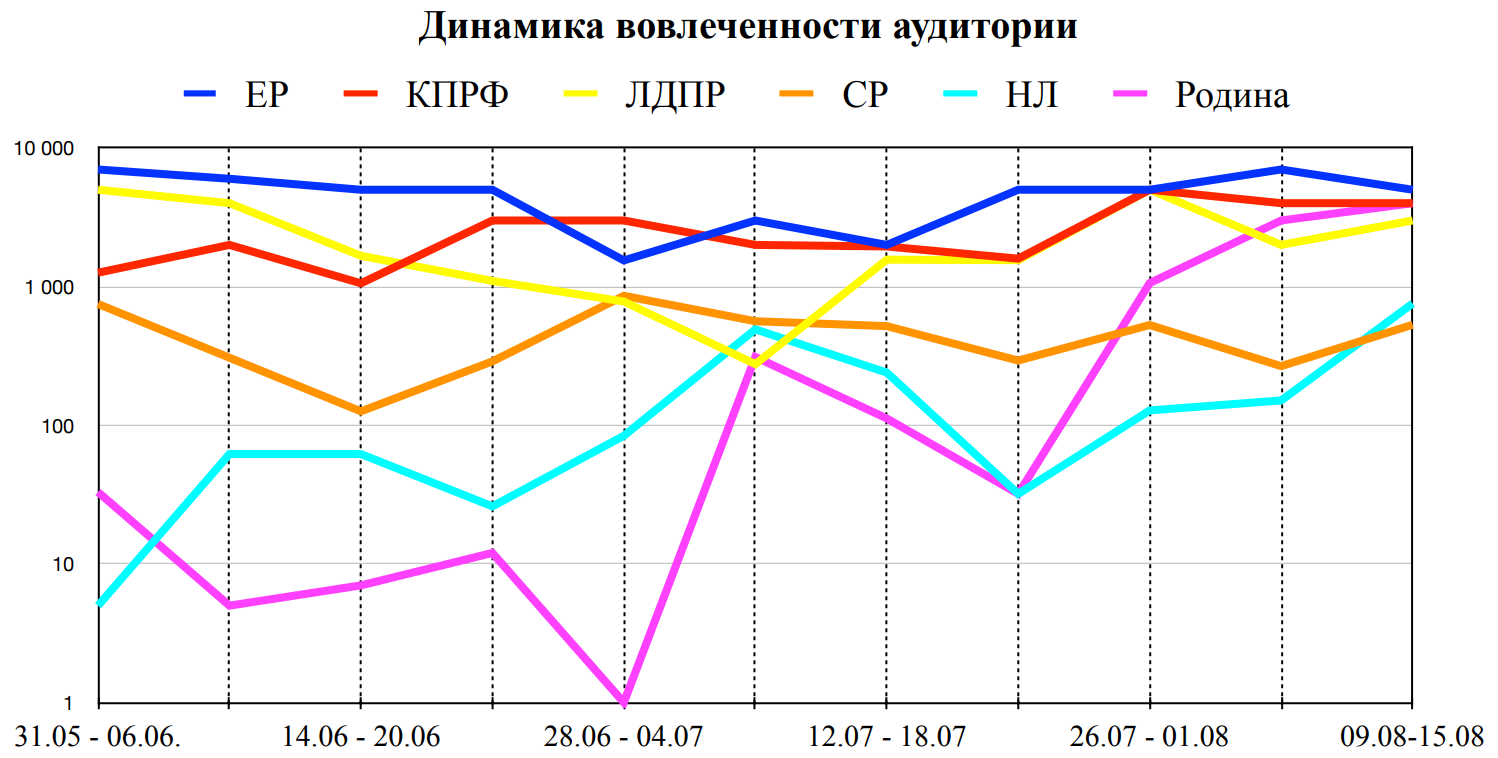 Динамика вовлеченности аудитории
ЕР КПРФ ЛДПР СР НЛ Родина
10 000
1 000
100
10
1
31.05 - 06.06. 14.06 - 20.06 28.06 - 04.07 12.07 - 18.07 26.07 - 01.08 09.08-15.08